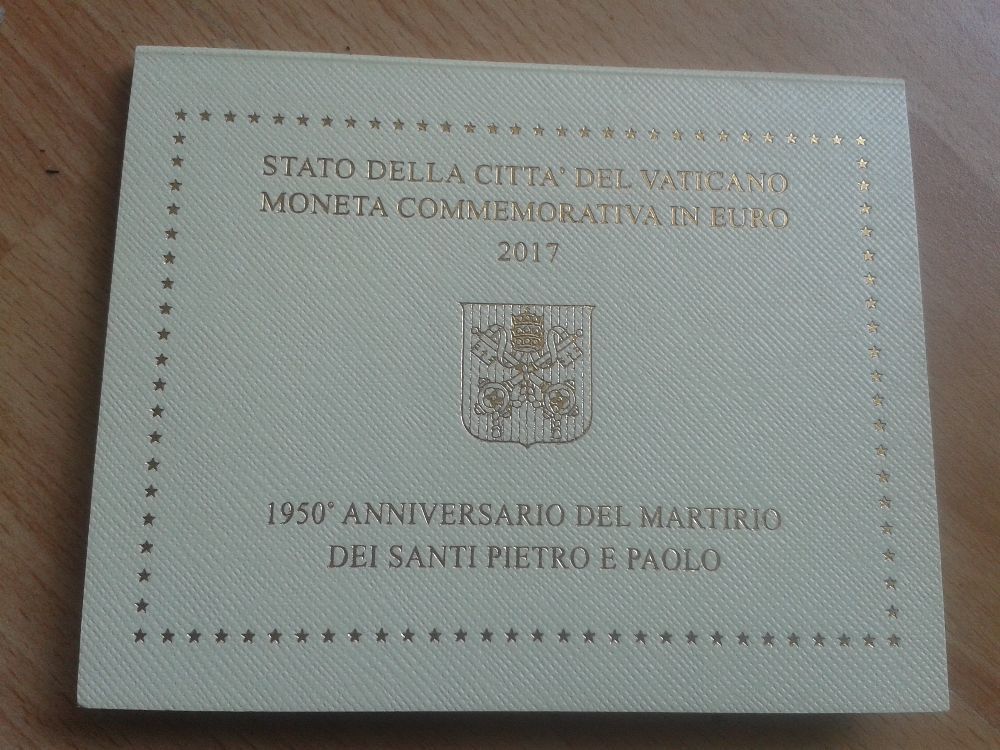 STATO DELLA CITTA' DEL VATICANO
MONETA COMMEMORATIVA IN EURO
2017
1950° ANNIVERSARIO DEL MARTIRIO
DEI SANTI PIETRO E PAOLO